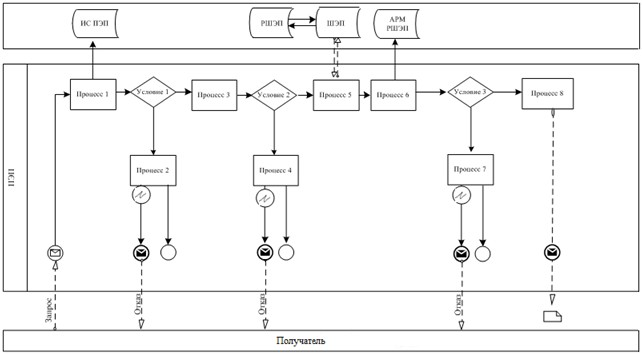 ИС ПЭП
РШЭП
ШЭП
АРМ
РШЭП
ПЭП
Процесс 1
Условие 1
Процесс 3
Условие 2
Процесс 5
Процесс 6
Условие 3
Процесс 8
Процесс 2
Процесс 4
Процесс 7
Запрос
Отказ
Отказ
Отказ
Получатель